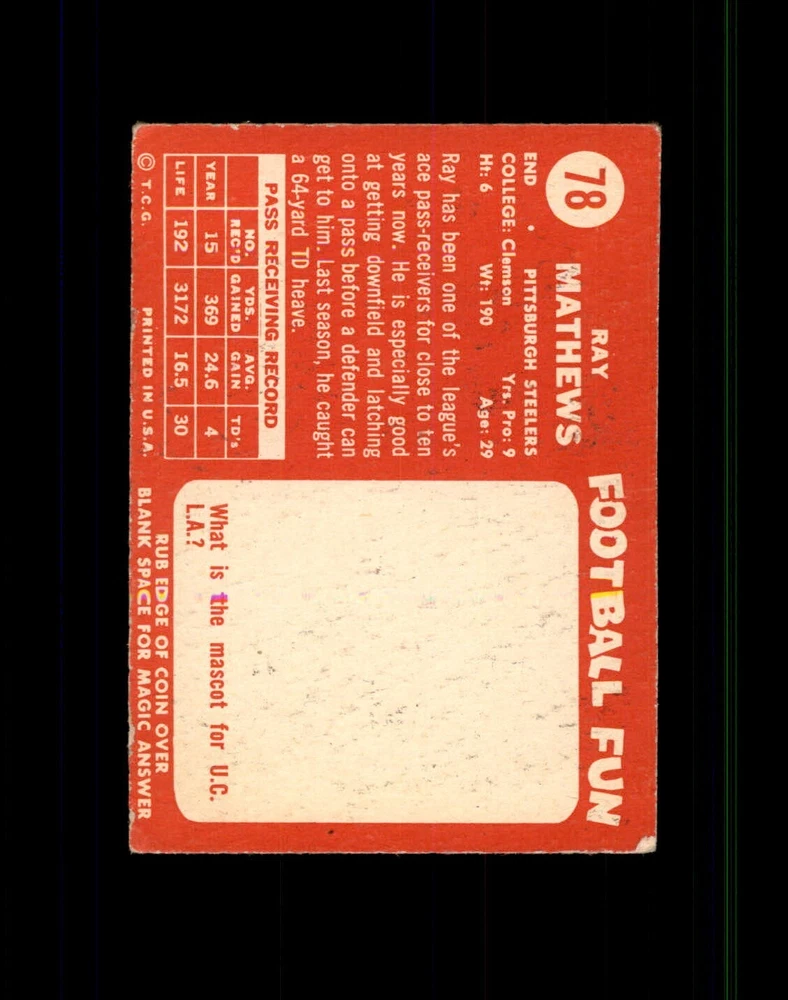 78
RAY
MATHEWS
END • PITTSBURGH STEELERS
COLLEGE: Clemson Yrs. Pro: 9
Ht: 6 Wt: 190 Age: 29
Ray has been one of the league's
ace pass-receivers for close to ten
years now. He is especially good
at getting downfield and latching
onto a pass before a defender can
get to him. Last season, he caught
a 64-yard TD heave.
PASS RECEIVING RECORD
NO. REC'D YDS. GAINED AVG. GAIN TD's
YEAR 15 369 24.6 4
LIFE 192 3172 16.5 30
© T.C.G. PRINTED IN U.S.A.
FOOTBALL FUN
What is the mascot for U.C.
L.A.?
RUB EDGE OF COIN OVER
BLANK SPACE FOR MAGIC ANSWER